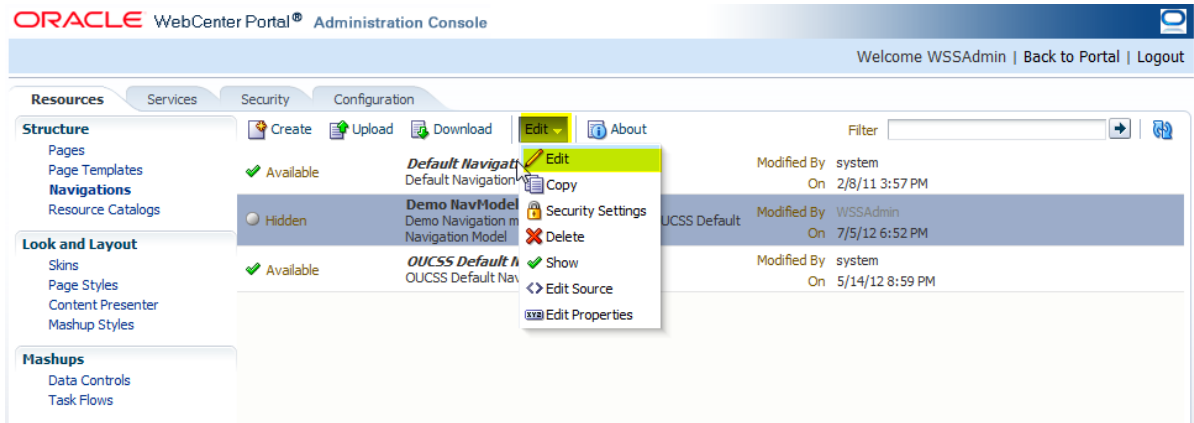 ORACLE WebCenter Portal® Administration Console
Welcome WSSAdmin | Back to Portal | Logout
Resources Services Security Configuration
Structure
Pages
Page Templates
Navigations
Resource Catalogs
Look and Layout
Skins
Page Styles
Content Presenter
Mashup Styles
Mashups
Data Controls
Task Flows
Create Upload Download Edit About Filter
Available Default Navigat Modified By system
Default Navigation On 2/8/11 3:57 PM
Hidden Demo NavModel Modified By WSSAdmin
Demo Navigation m UCSS Default On 7/5/12 6:52 PM
Navigation Model
Available OUCSS Default N Modified By system
OUCSS Default Nav On 5/14/12 8:59 PM
Edit
Copy
Security Settings
Delete
Show
Edit Source
XYZ Edit Properties